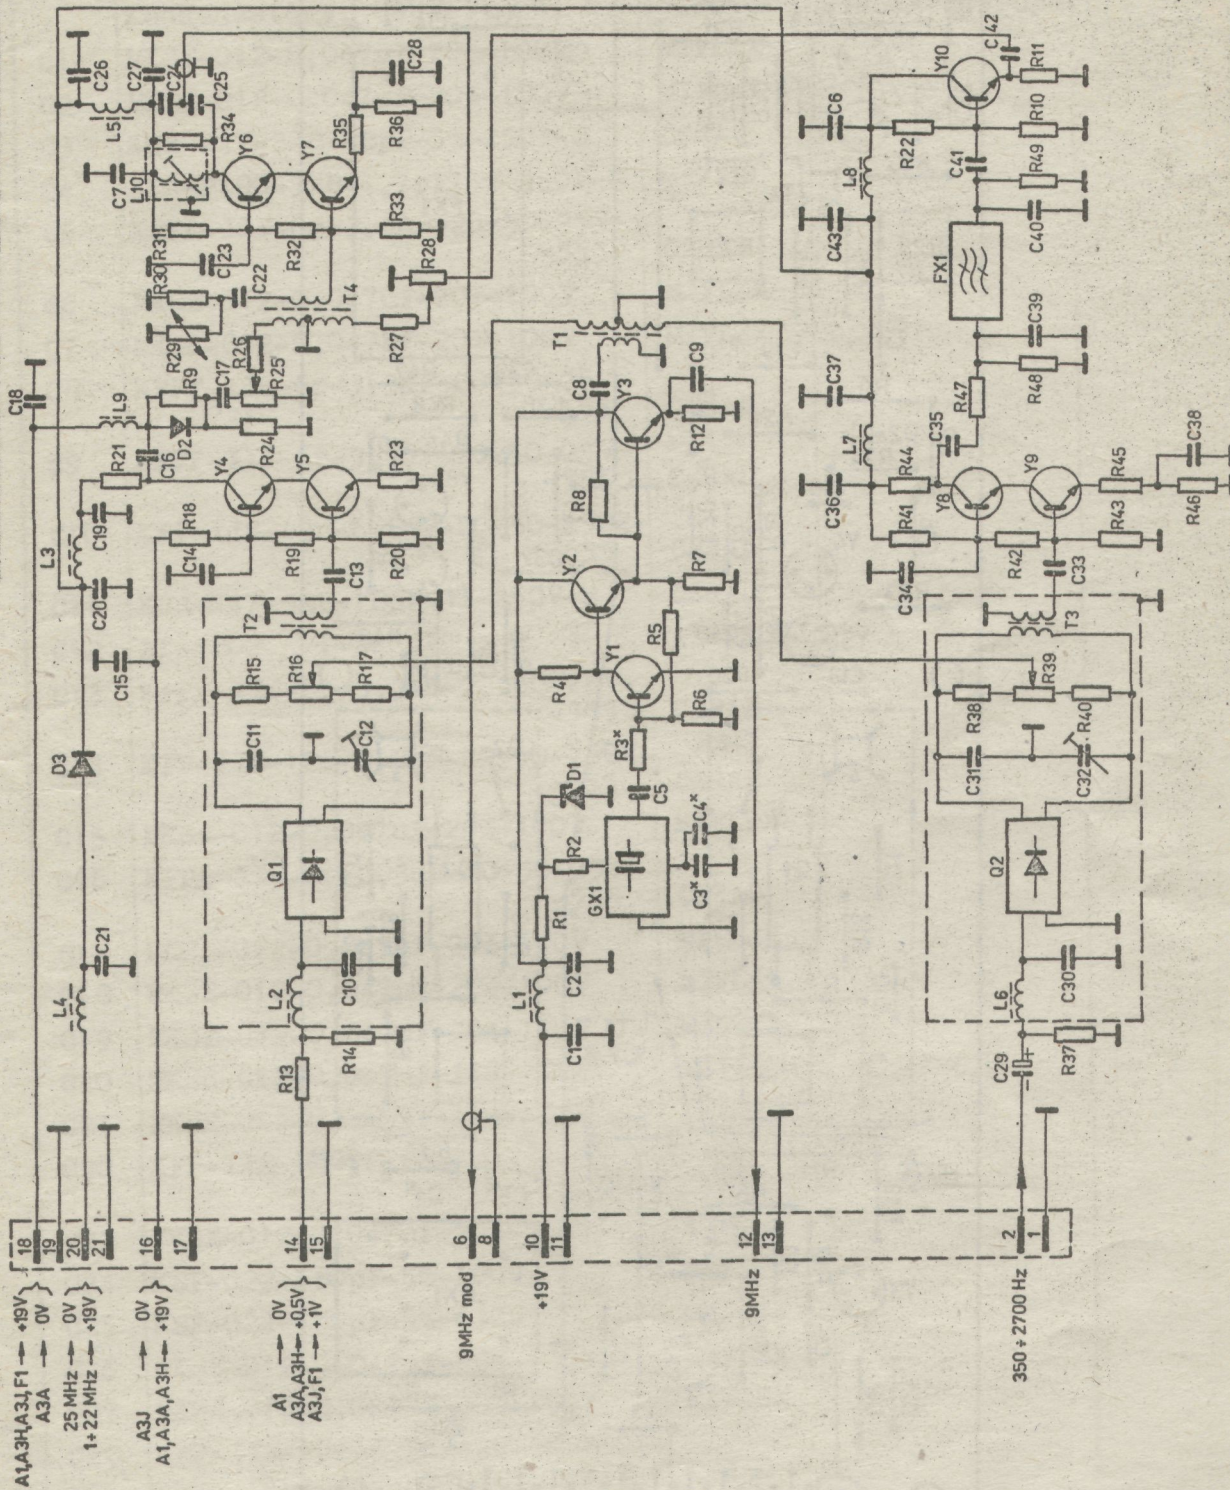 A1,A3H,A3J,F1 → +19V
A3A → 0V
25 MHz → 0V
1÷22 MHz → +19V
A3J → 0V
A1,A3A,A3H → +19V
A1 → 0V
A3A,A3H → +0,5V
A3J,F1 → +1V
9MHz mod
+19V
9MHz
350÷2700 Hz
18
19
20
21
16
17
14
15
6
8
10
11
12
13
2
1
C18
L4
C21
D3
C20
L3
C19
R21
L9
C16
D2
R9
C17
R25
R24
C15
C14
R18
Y4
R19
Y5
C13
R20
R23
R13
R14
L2
C10
Q1
C11
C12
R15
R16
R17
T2
R29
R30
C22
C23
R26
R27
T4
R28
R31
R32
R33
C7
L10
L5
C26
C27
C24
C25
R34
Y6
Y7
R35
R36
C28
L1
C1
C2
R1
R2
D1
GX1
C3*
C4*
C5
R3*
R4
Y1
R6
R5
Y2
R7
R8
C8
Y3
R12
C9
T1
C29
R37
L6
C30
Q2
C31
C32
R38
R39
R40
T3
C34
C33
R41
R42
R43
C36
R44
Y8
Y9
R45
R46
C38
C35
L7
C37
R47
R48
C39
FX1
C40
R49
C41
C43
L8
C6
R22
Y10
R10
R11
C42